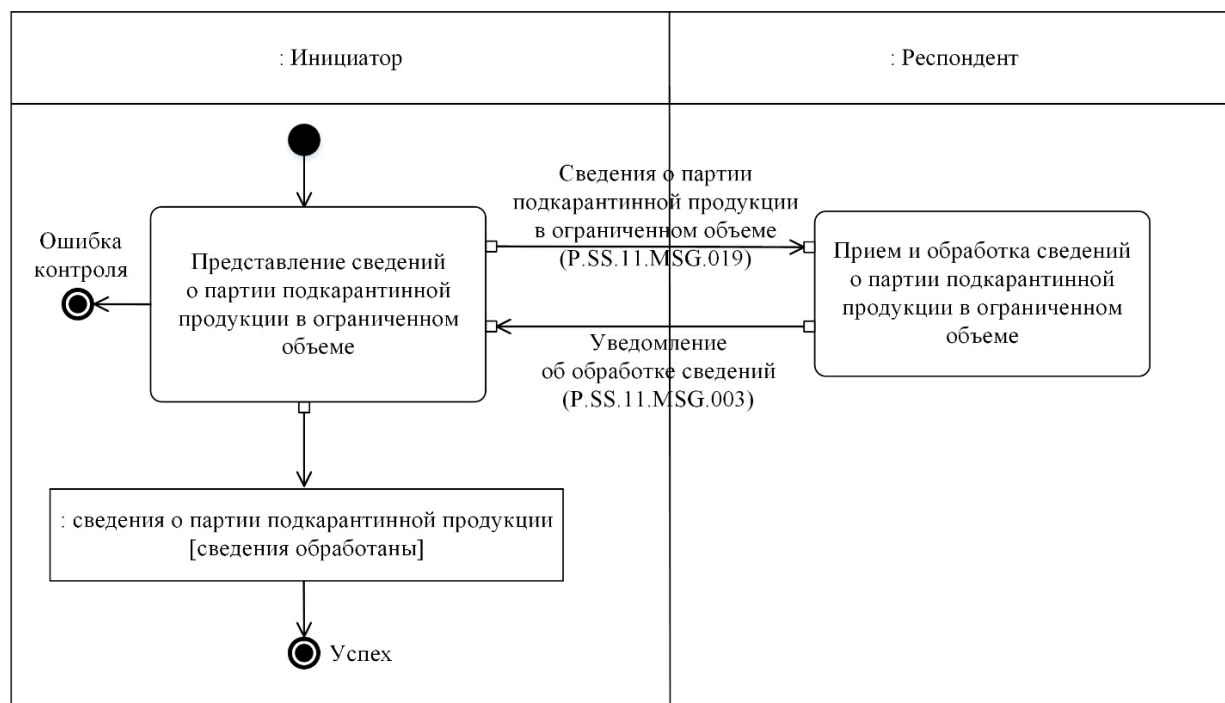 : Инициатор
: Респондент
Сведения о партии
подкарантинной продукции
в ограниченном объеме
(P.SS.11.MSG.019)
Ошибка
контроля
Представление сведений
о партии подкарантинной
продукции в ограниченном
объеме
Прием и обработка сведений
о партии подкарантинной
продукции в ограниченном
объеме
Уведомление
об обработке сведений
(P.SS.11.MSG.003)
: сведения о партии подкарантинной продукции
[сведения обработаны]
Успех